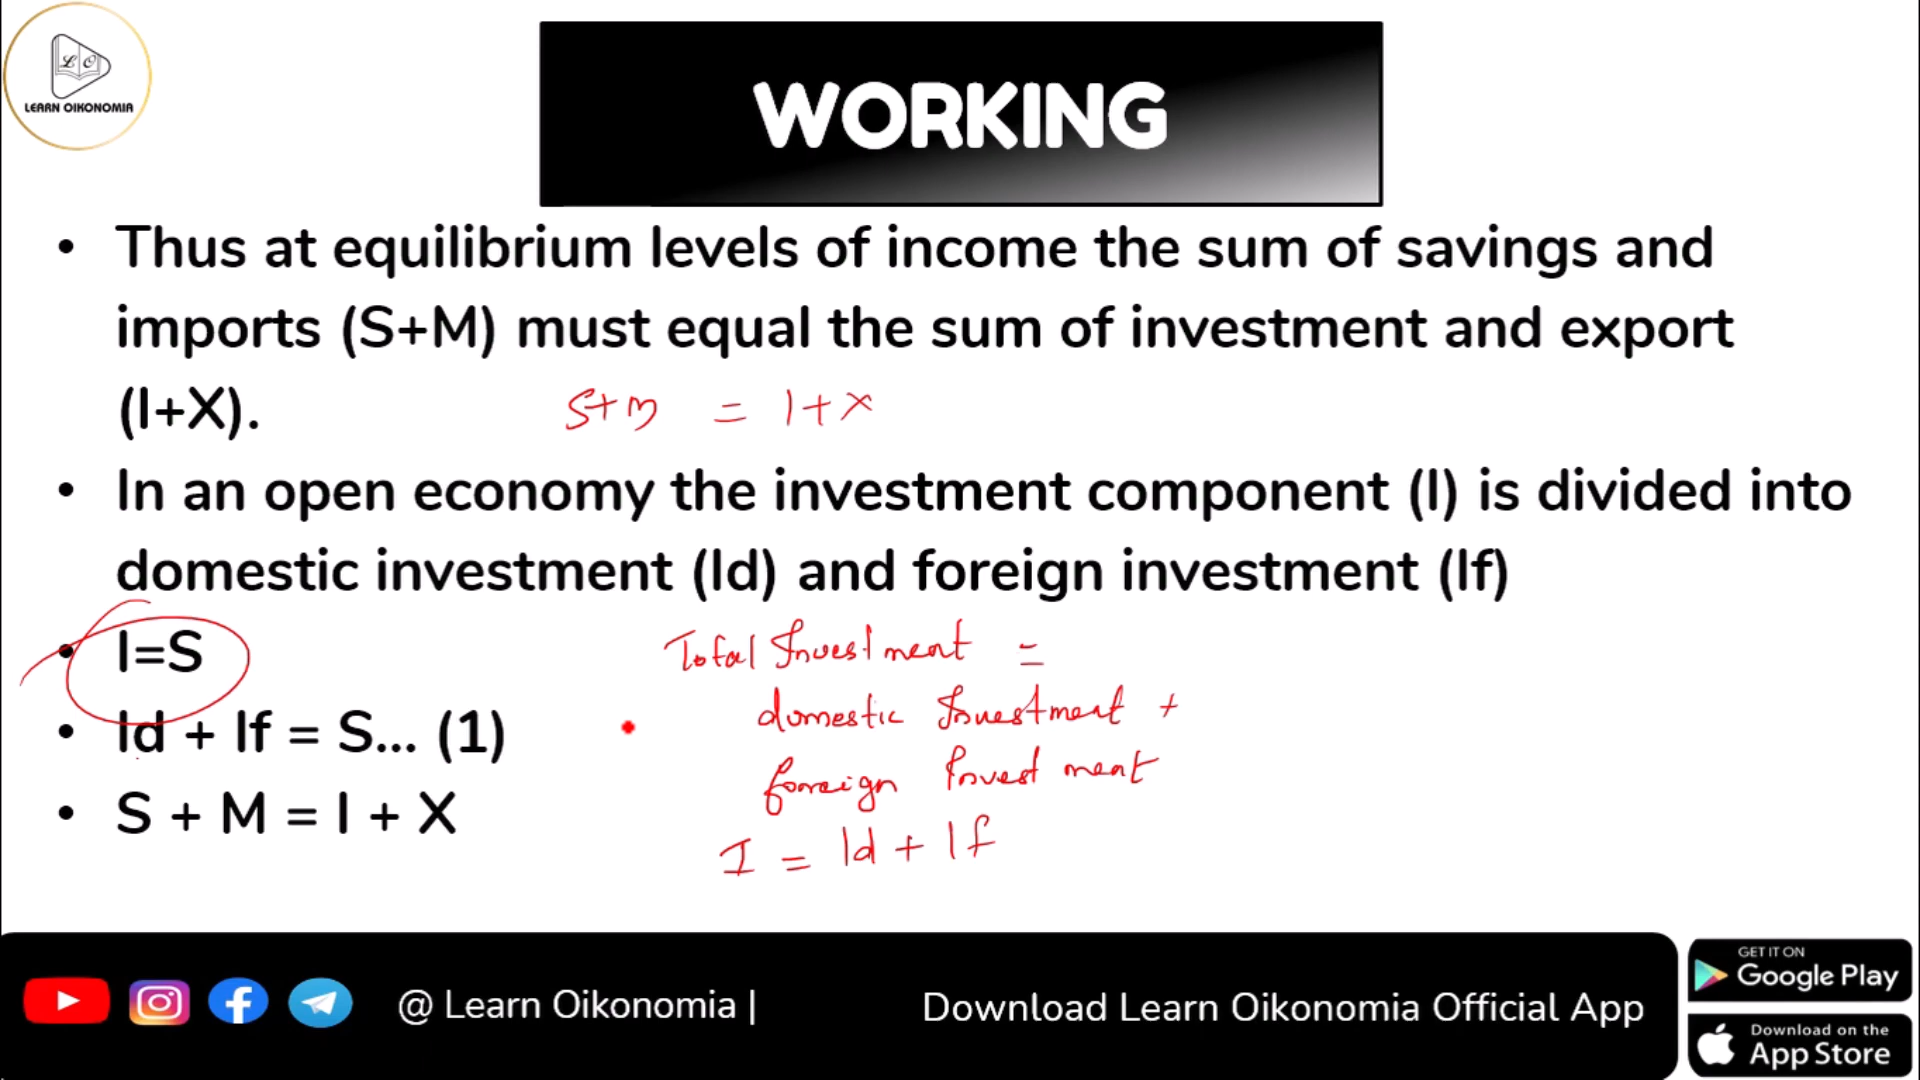 L O
LEARN OIKONOMIA
WORKING
• Thus at equilibrium levels of income the sum of savings and
imports (S+M) must equal the sum of investment and export
(I+X).
S+M = I+X
• In an open economy the investment component (I) is divided into
domestic investment (Id) and foreign investment (If)
• I=S
Total Investment =
• Id + If = S... (1)
domestic Investment +
foreign Investment
• S + M = I + X
I = Id + If
@ Learn Oikonomia |
Download Learn Oikonomia Official App
GET IT ON
Google Play
Download on the
App Store